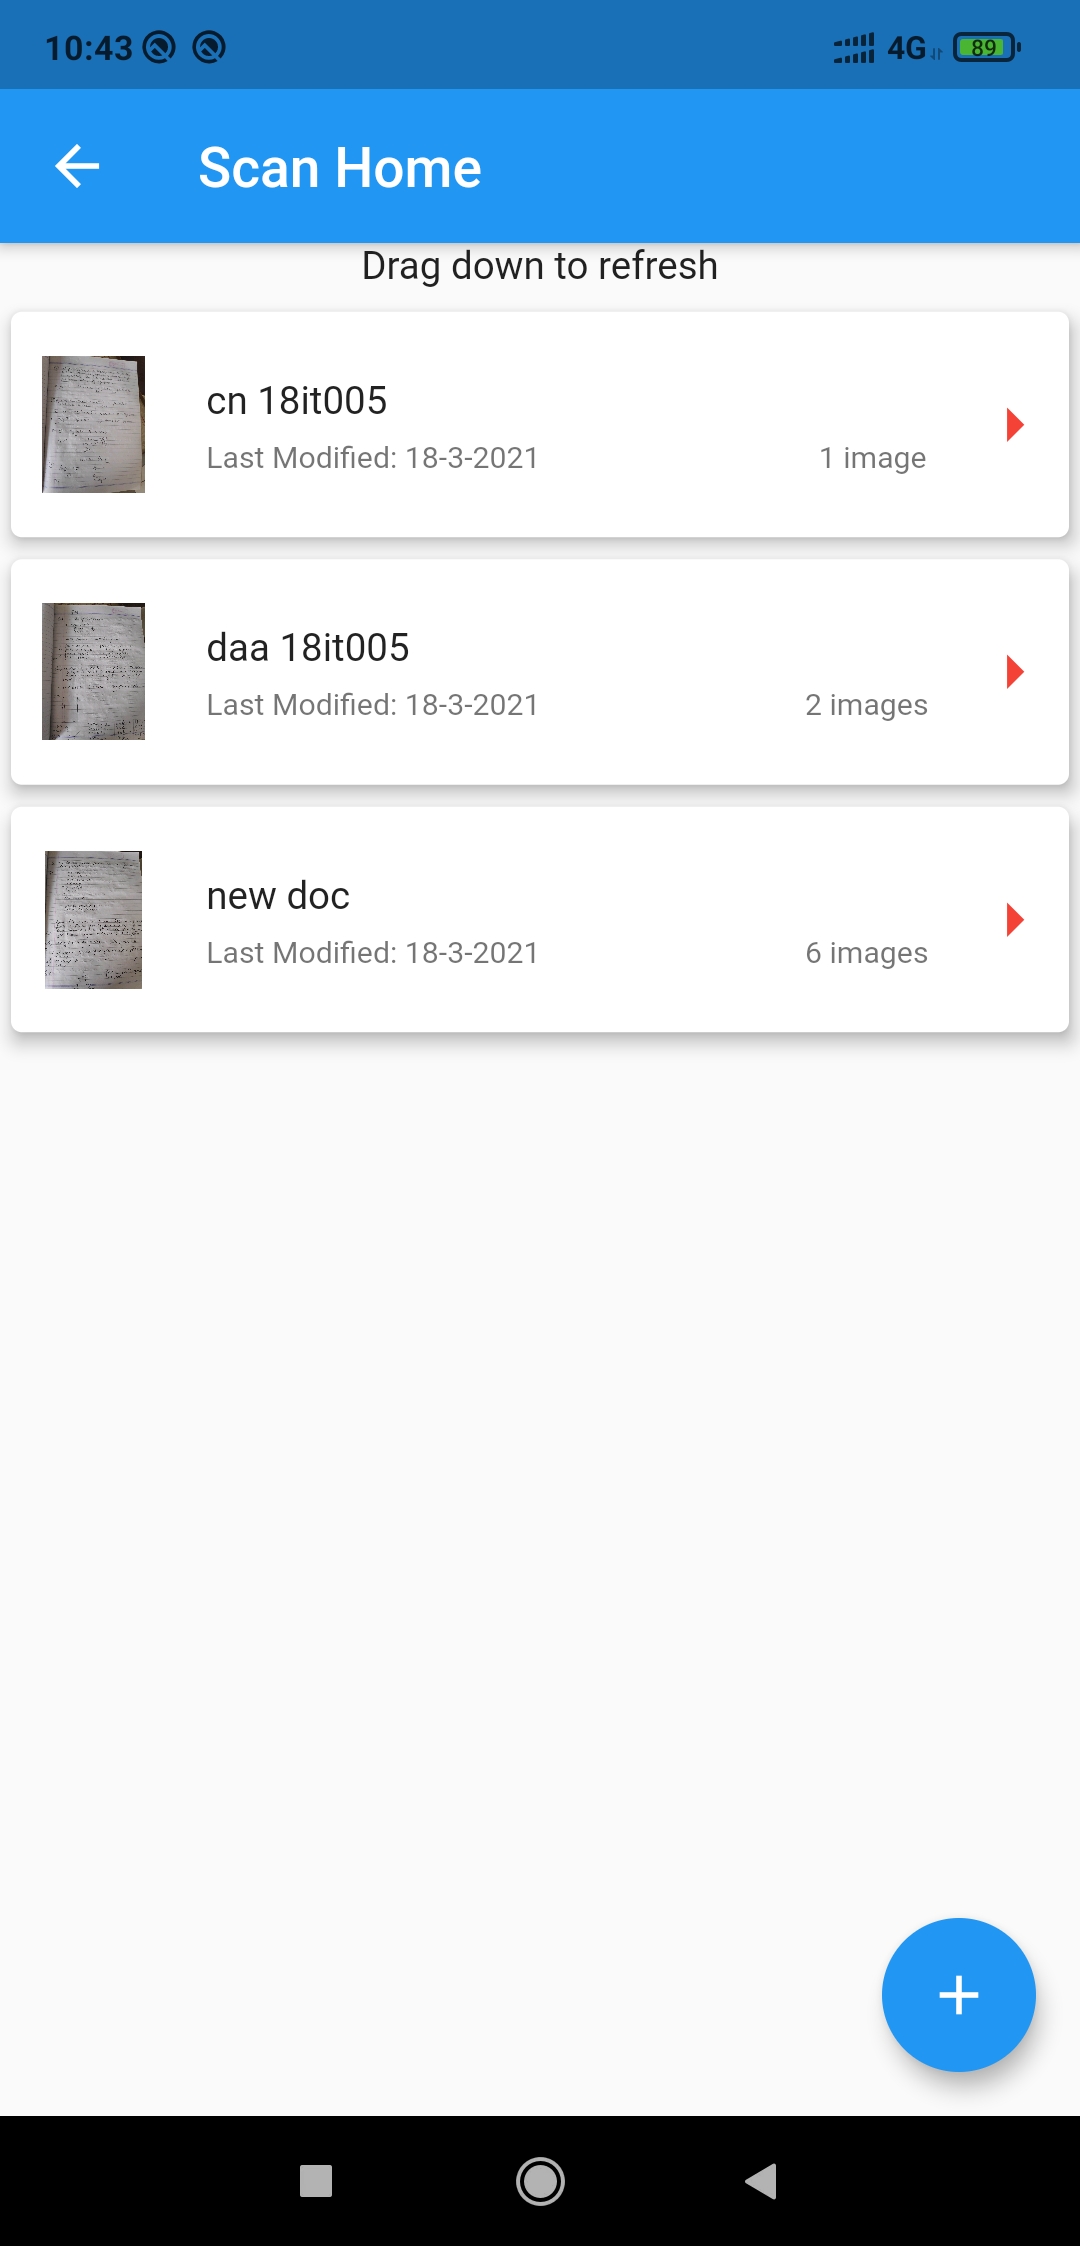 10:43 4G 89
Scan Home
Drag down to refresh
cn 18it005
Last Modified: 18-3-2021 1 image
daa 18it005
Last Modified: 18-3-2021 2 images
new doc
Last Modified: 18-3-2021 6 images